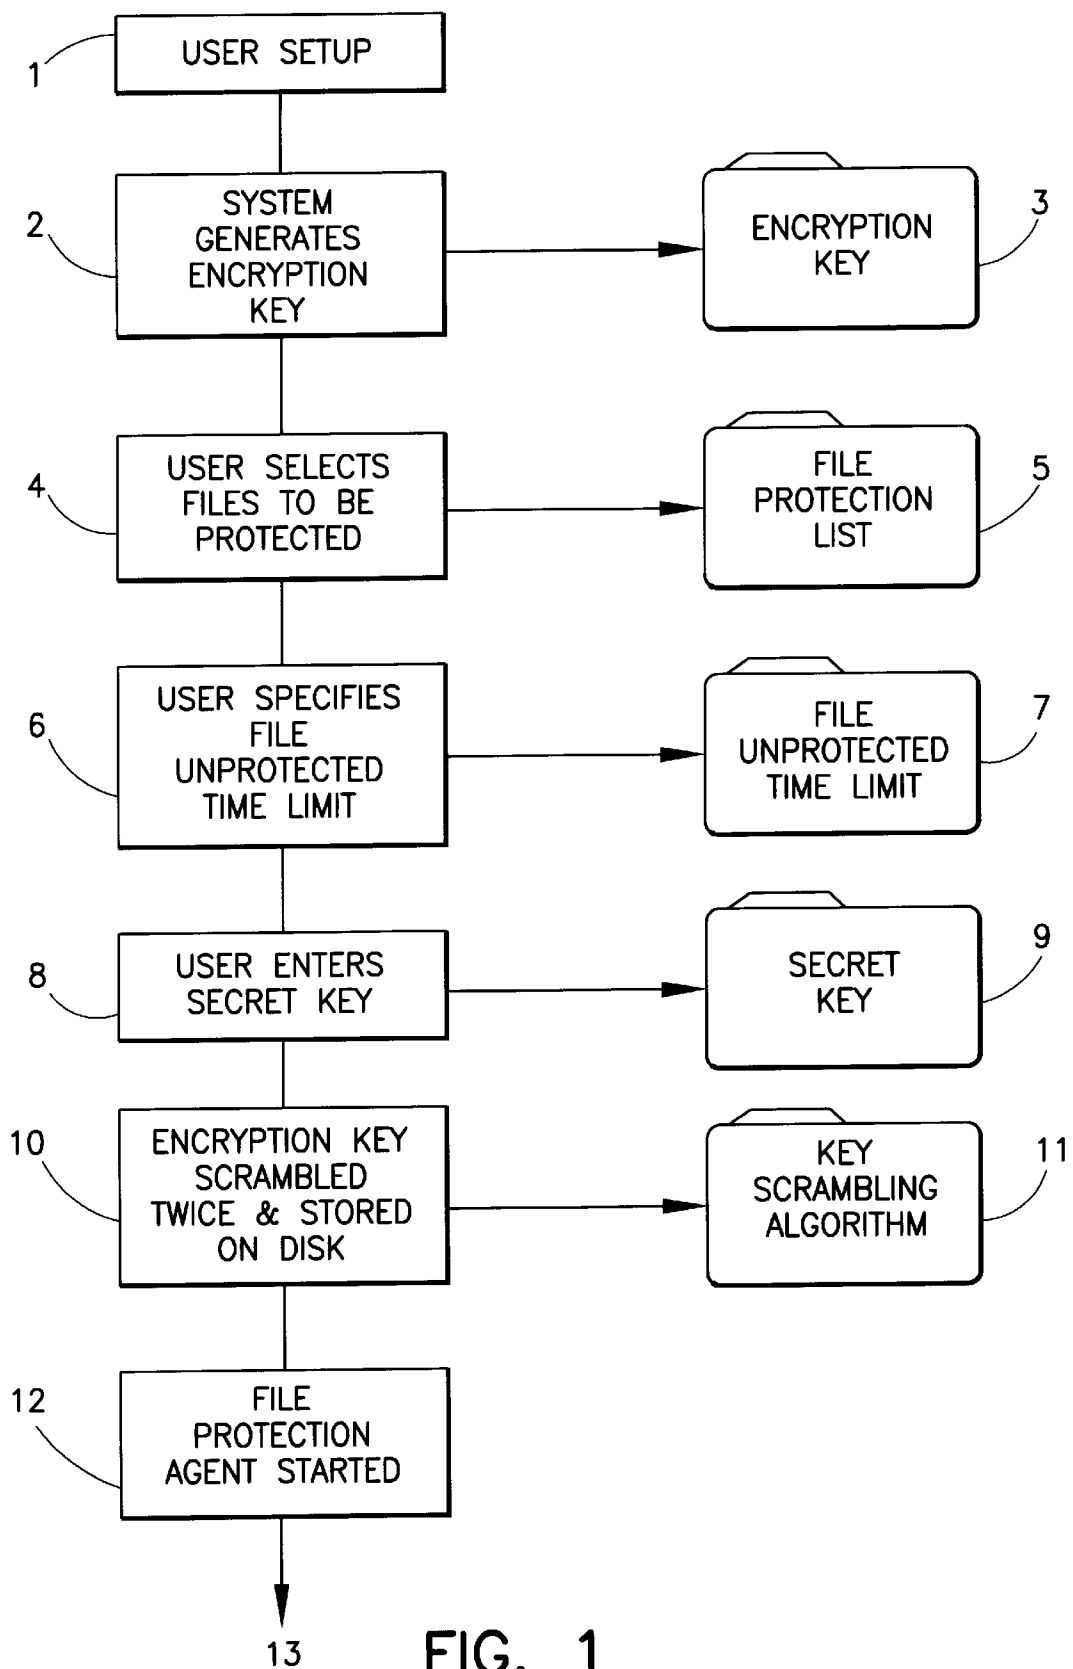 1
USER SETUP
2
SYSTEM
GENERATES
ENCRYPTION
KEY
ENCRYPTION
KEY
3
4
USER SELECTS
FILES TO BE
PROTECTED
FILE
PROTECTION
LIST
5
6
USER SPECIFIES
FILE
UNPROTECTED
TIME LIMIT
FILE
UNPROTECTED
TIME LIMIT
7
8
USER ENTERS
SECRET KEY
SECRET
KEY
9
10
ENCRYPTION KEY
SCRAMBLED
TWICE & STORED
ON DISK
KEY
SCRAMBLING
ALGORITHM
11
12
FILE
PROTECTION
AGENT STARTED
13
FIG. 1